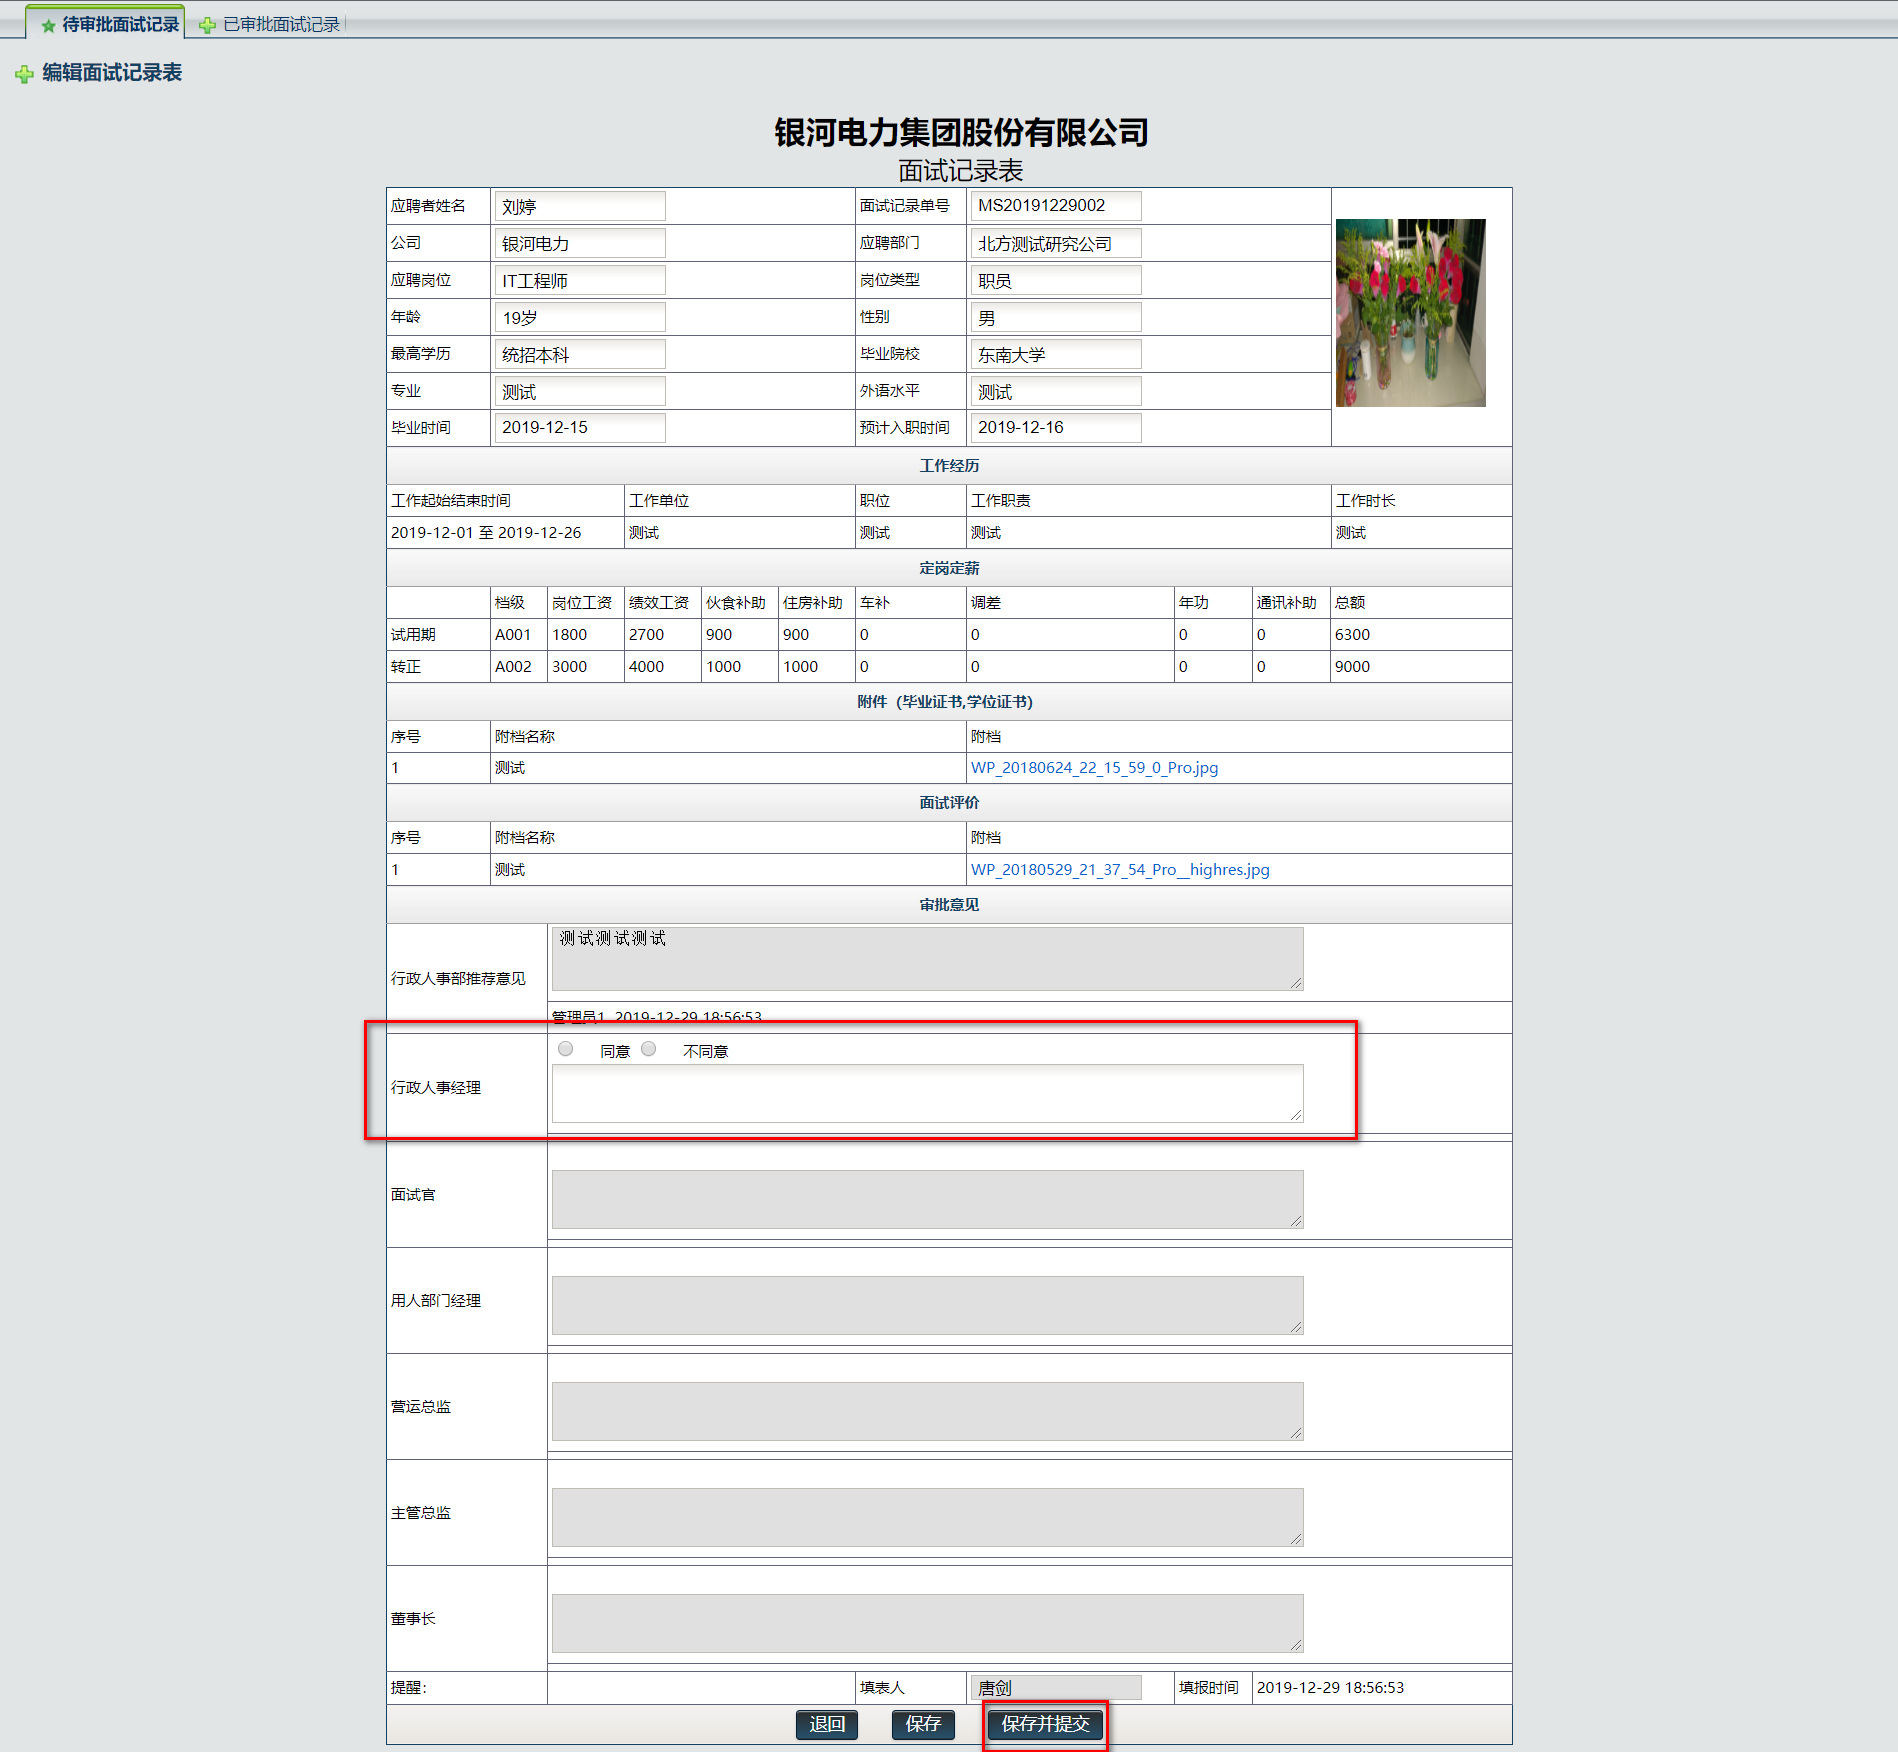 待审批面试记录 已审批面试记录
编辑面试记录表
银河电力集团股份有限公司
面试记录表
应聘者姓名 刘婷 面试记录单号 MS20191229002
公司 银河电力 应聘部门 北方测试研究公司
应聘岗位 IT工程师 岗位类型 职员
年龄 19岁 性别 男
最高学历 统招本科 毕业院校 东南大学
专业 测试 外语水平 测试
毕业时间 2019-12-15 预计入职时间 2019-12-16
工作经历
工作起始结束时间 工作单位 职位 工作职责 工作时长
2019-12-01 至 2019-12-26 测试 测试 测试 测试
定岗定薪
档级 岗位工资 绩效工资 伙食补助 住房补助 车补 调差 年功 通讯补助 总额
试用期 A001 1800 2700 900 900 0 0 0 0 6300
转正 A002 3000 4000 1000 1000 0 0 0 0 9000
附件（毕业证书,学位证书）
序号 附档名称 附档
1 测试 WP_20180624_22_15_59_0_Pro.jpg
面试评价
序号 附档名称 附档
1 测试 WP_20180529_21_37_54_Pro__highres.jpg
审批意见
测试测试测试
行政人事部推荐意见
管理员1 2019-12-29 18:56:53
同意 不同意
行政人事经理
面试官
用人部门经理
营运总监
主管总监
董事长
提醒： 填表人 唐剑 填报时间 2019-12-29 18:56:53
退回 保存 保存并提交